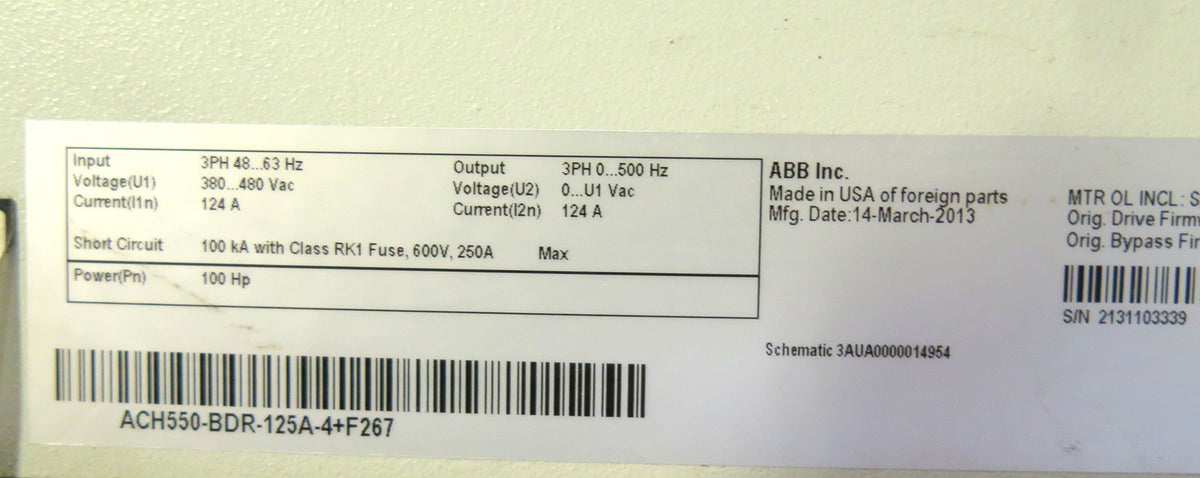 Input 3PH 48...63 Hz Output 3PH 0...500 Hz
Voltage(U1) 380...480 Vac Voltage(U2) 0...U1 Vac
Current(I1n) 124 A Current(I2n) 124 A
Short Circuit 100 kA with Class RK1 Fuse, 600V, 250A Max
Power(Pn) 100 Hp
ABB Inc.
Made in USA of foreign parts
Mfg. Date:14-March-2013
MTR OL INCL: S
Orig. Drive Firmw
Orig. Bypass Fir
S/N 2131103339
Schematic 3AUA0000014954
ACH550-BDR-125A-4+F267